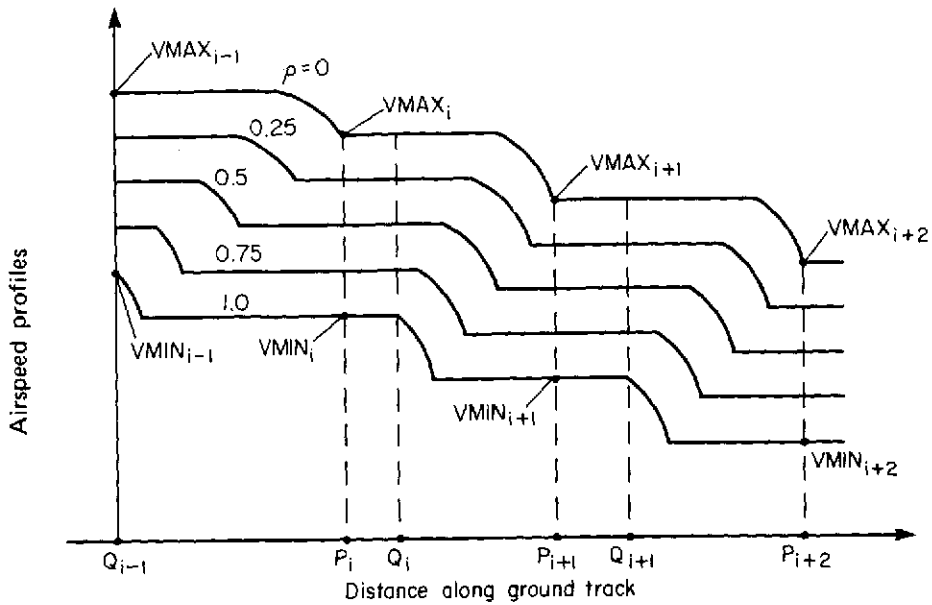 VMAX_{i-1}
ρ=0
VMAX_i
0.25
VMAX_{i+1}
0.5
VMAX_{i+2}
0.75
1.0
VMIN_{i-1}
VMIN_i
VMIN_{i+1}
VMIN_{i+2}
Airspeed profiles
Q_{i-1} P_i Q_i P_{i+1} Q_{i+1} P_{i+2}
Distance along ground track